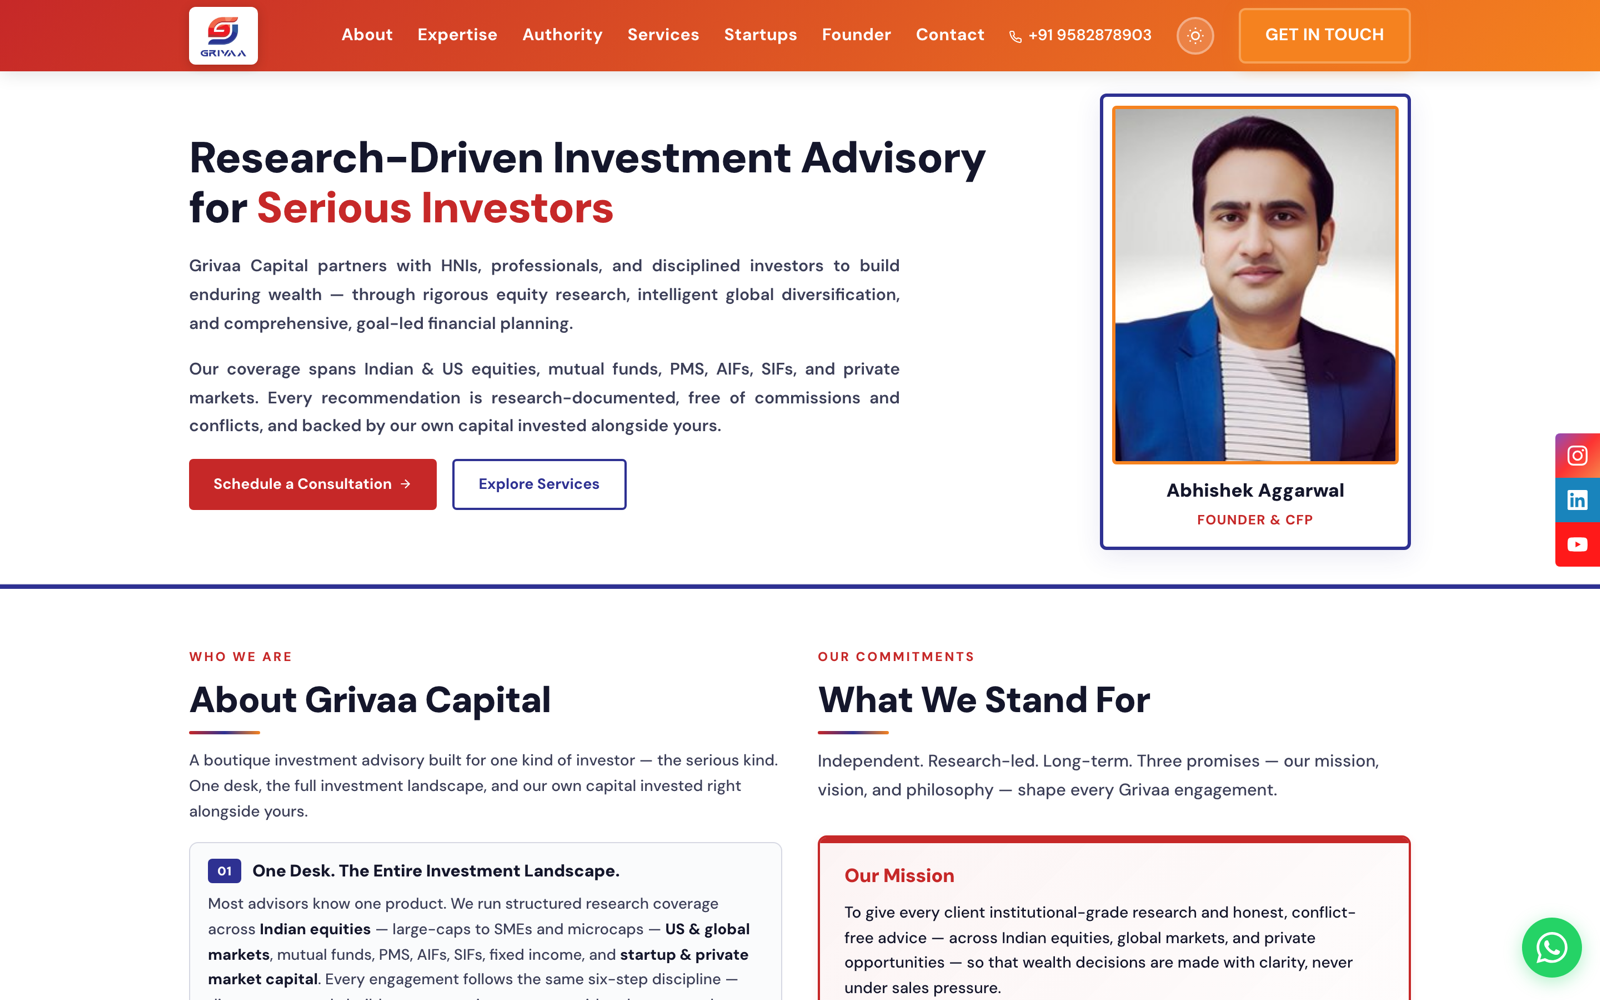 GRIVAA
About
Expertise
Authority
Services
Startups
Founder
Contact
+91 9582878903
GET IN TOUCH
Research-Driven Investment Advisory
for Serious Investors
Grivaa Capital partners with HNIs, professionals, and disciplined investors to build
enduring wealth — through rigorous equity research, intelligent global diversification,
and comprehensive, goal-led financial planning.
Our coverage spans Indian & US equities, mutual funds, PMS, AIFs, SIFs, and private
markets. Every recommendation is research-documented, free of commissions and
conflicts, and backed by our own capital invested alongside yours.
Schedule a Consultation →
Explore Services
Abhishek Aggarwal
FOUNDER & CFP
WHO WE ARE
About Grivaa Capital
A boutique investment advisory built for one kind of investor — the serious kind.
One desk, the full investment landscape, and our own capital invested right
alongside yours.
01 One Desk. The Entire Investment Landscape.
Most advisors know one product. We run structured research coverage
across Indian equities — large-caps to SMEs and microcaps — US & global
markets, mutual funds, PMS, AIFs, SIFs, fixed income, and startup & private
market capital. Every engagement follows the same six-step discipline —
OUR COMMITMENTS
What We Stand For
Independent. Research-led. Long-term. Three promises — our mission,
vision, and philosophy — shape every Grivaa engagement.
Our Mission
To give every client institutional-grade research and honest, conflict-
free advice — across Indian equities, global markets, and private
opportunities — so that wealth decisions are made with clarity, never
under sales pressure.